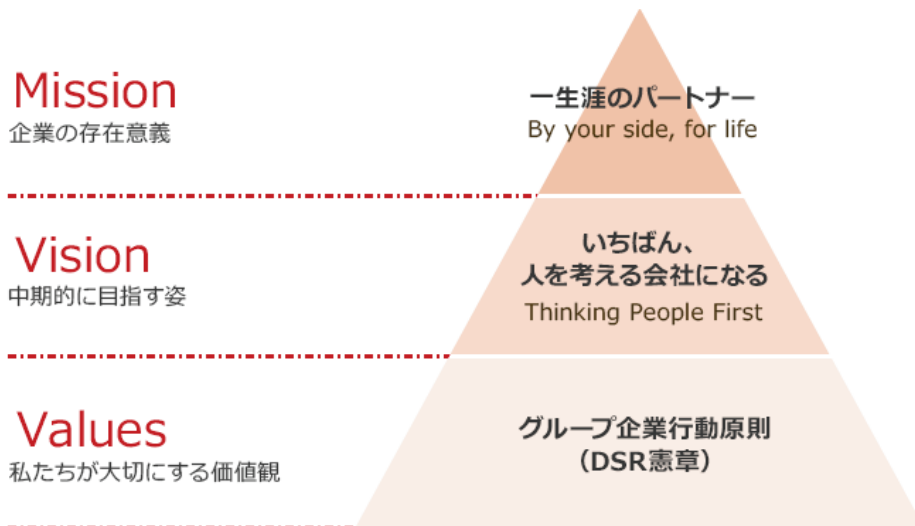 Mission
企業の存在意義
一生涯のパートナー
By your side, for life
Vision
中期的に目指す姿
いちばん、
人を考える会社になる
Thinking People First
Values
私たちが大切にする価値観
グループ企業行動原則
（DSR憲章）